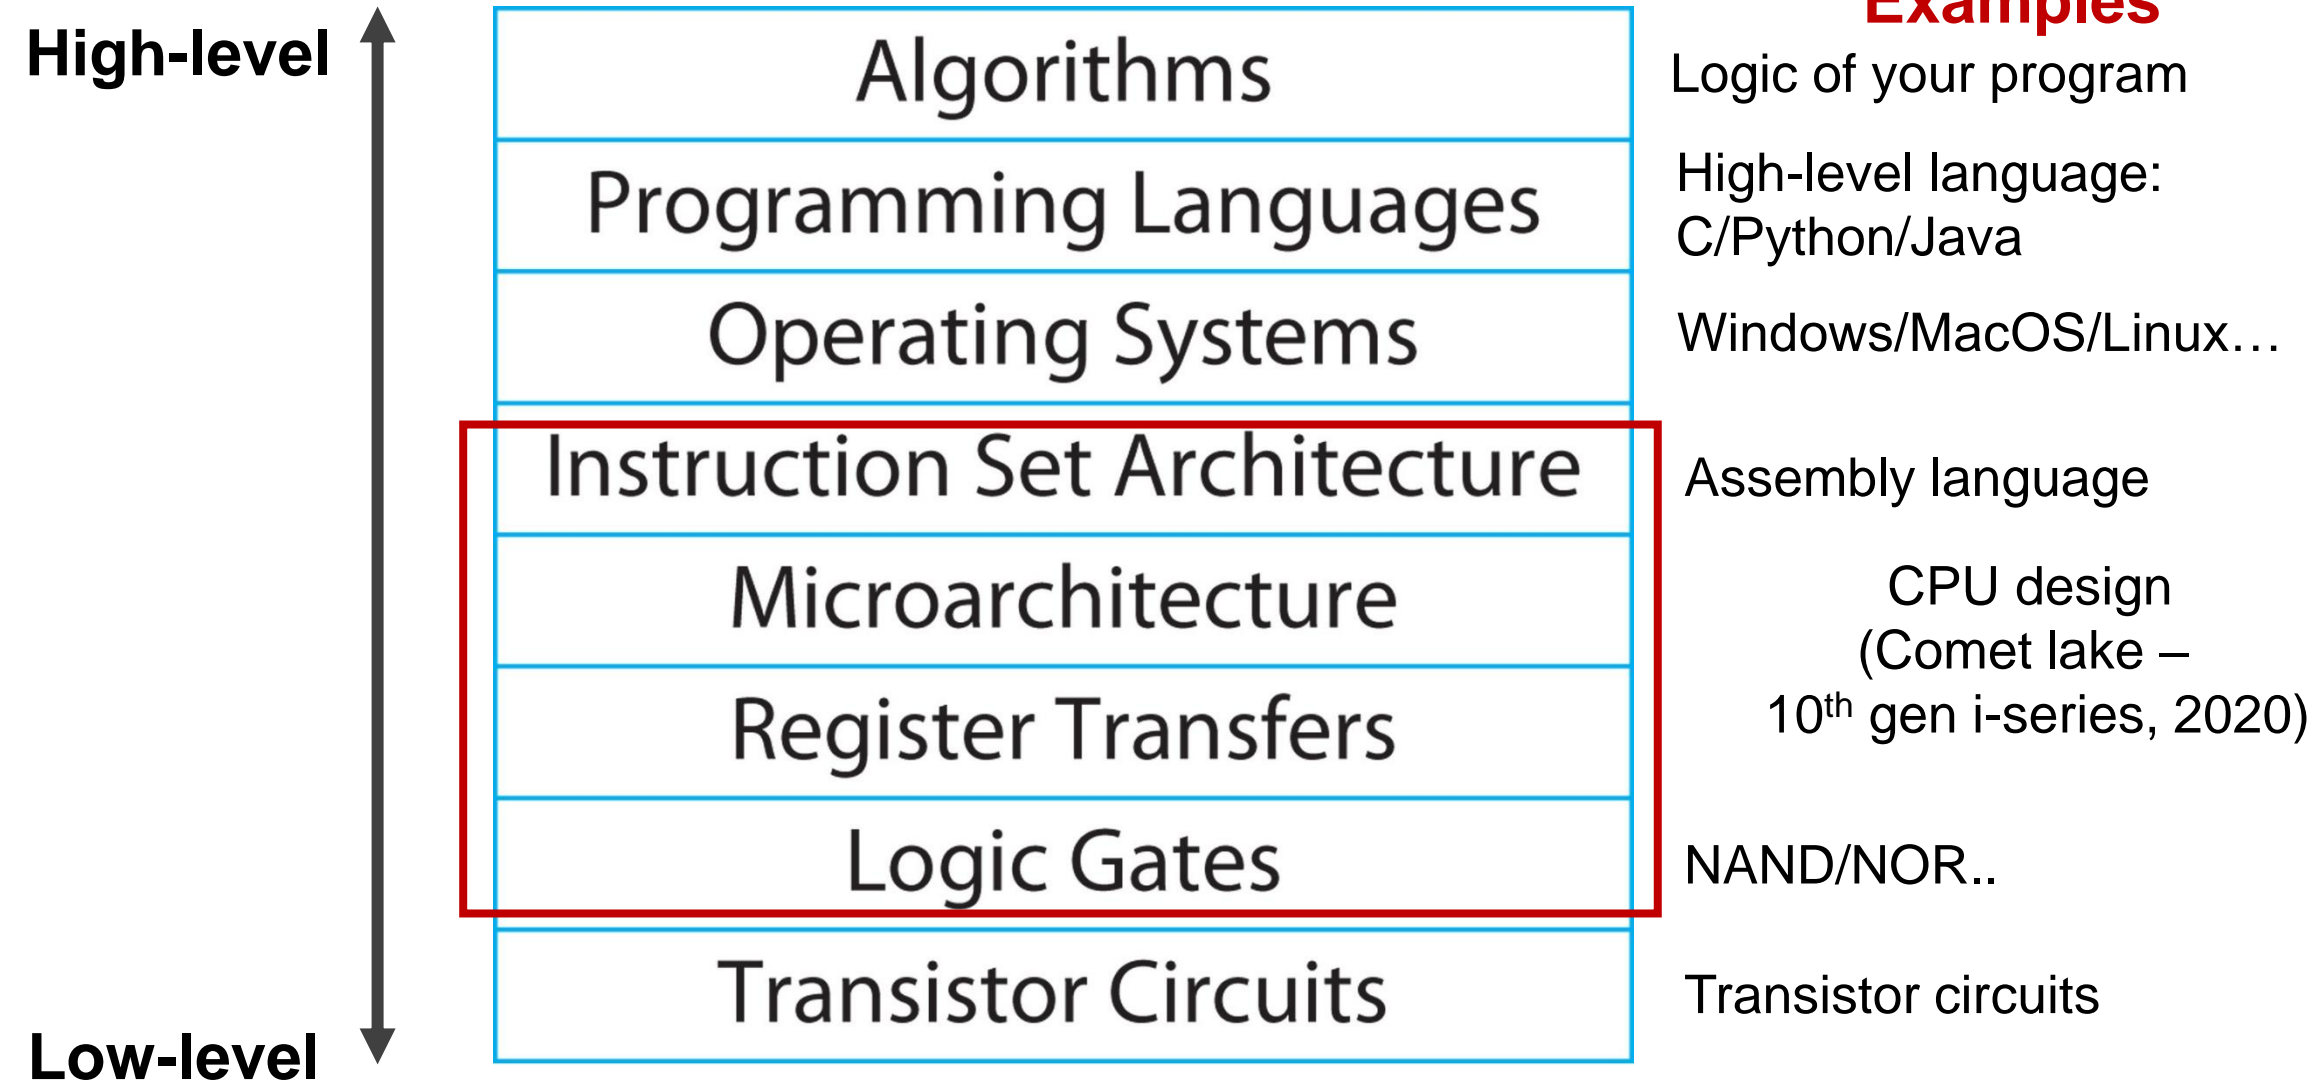 Examples
High-level
Algorithms
Logic of your program
Programming Languages
High-level language:
C/Python/Java
Operating Systems
Windows/MacOS/Linux…
Instruction Set Architecture
Assembly language
Microarchitecture
CPU design
(Comet lake –
10th gen i-series, 2020)
Register Transfers
Logic Gates
NAND/NOR..
Transistor Circuits
Transistor circuits
Low-level